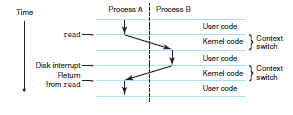 Time
Process A
Process B
User code
read
Kernel code
Context
switch
User code
Disk interrupt
Kernel code
Context
switch
Return
from read
User code